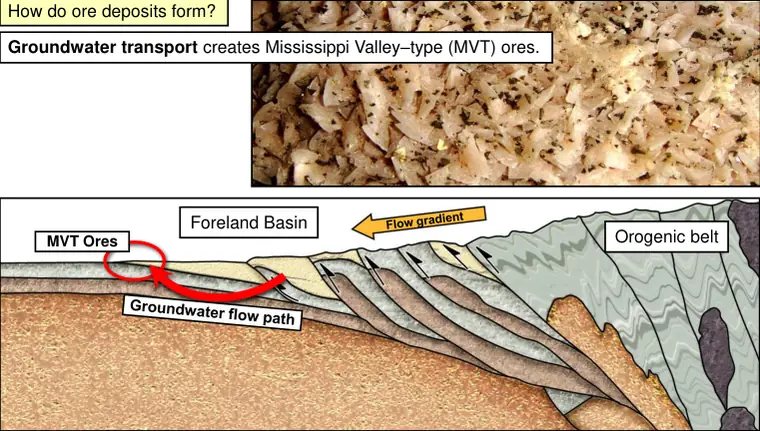 How do ore deposits form?
Groundwater transport creates Mississippi Valley–type (MVT) ores.
Foreland Basin
Flow gradient
MVT Ores
Orogenic belt
Groundwater flow path